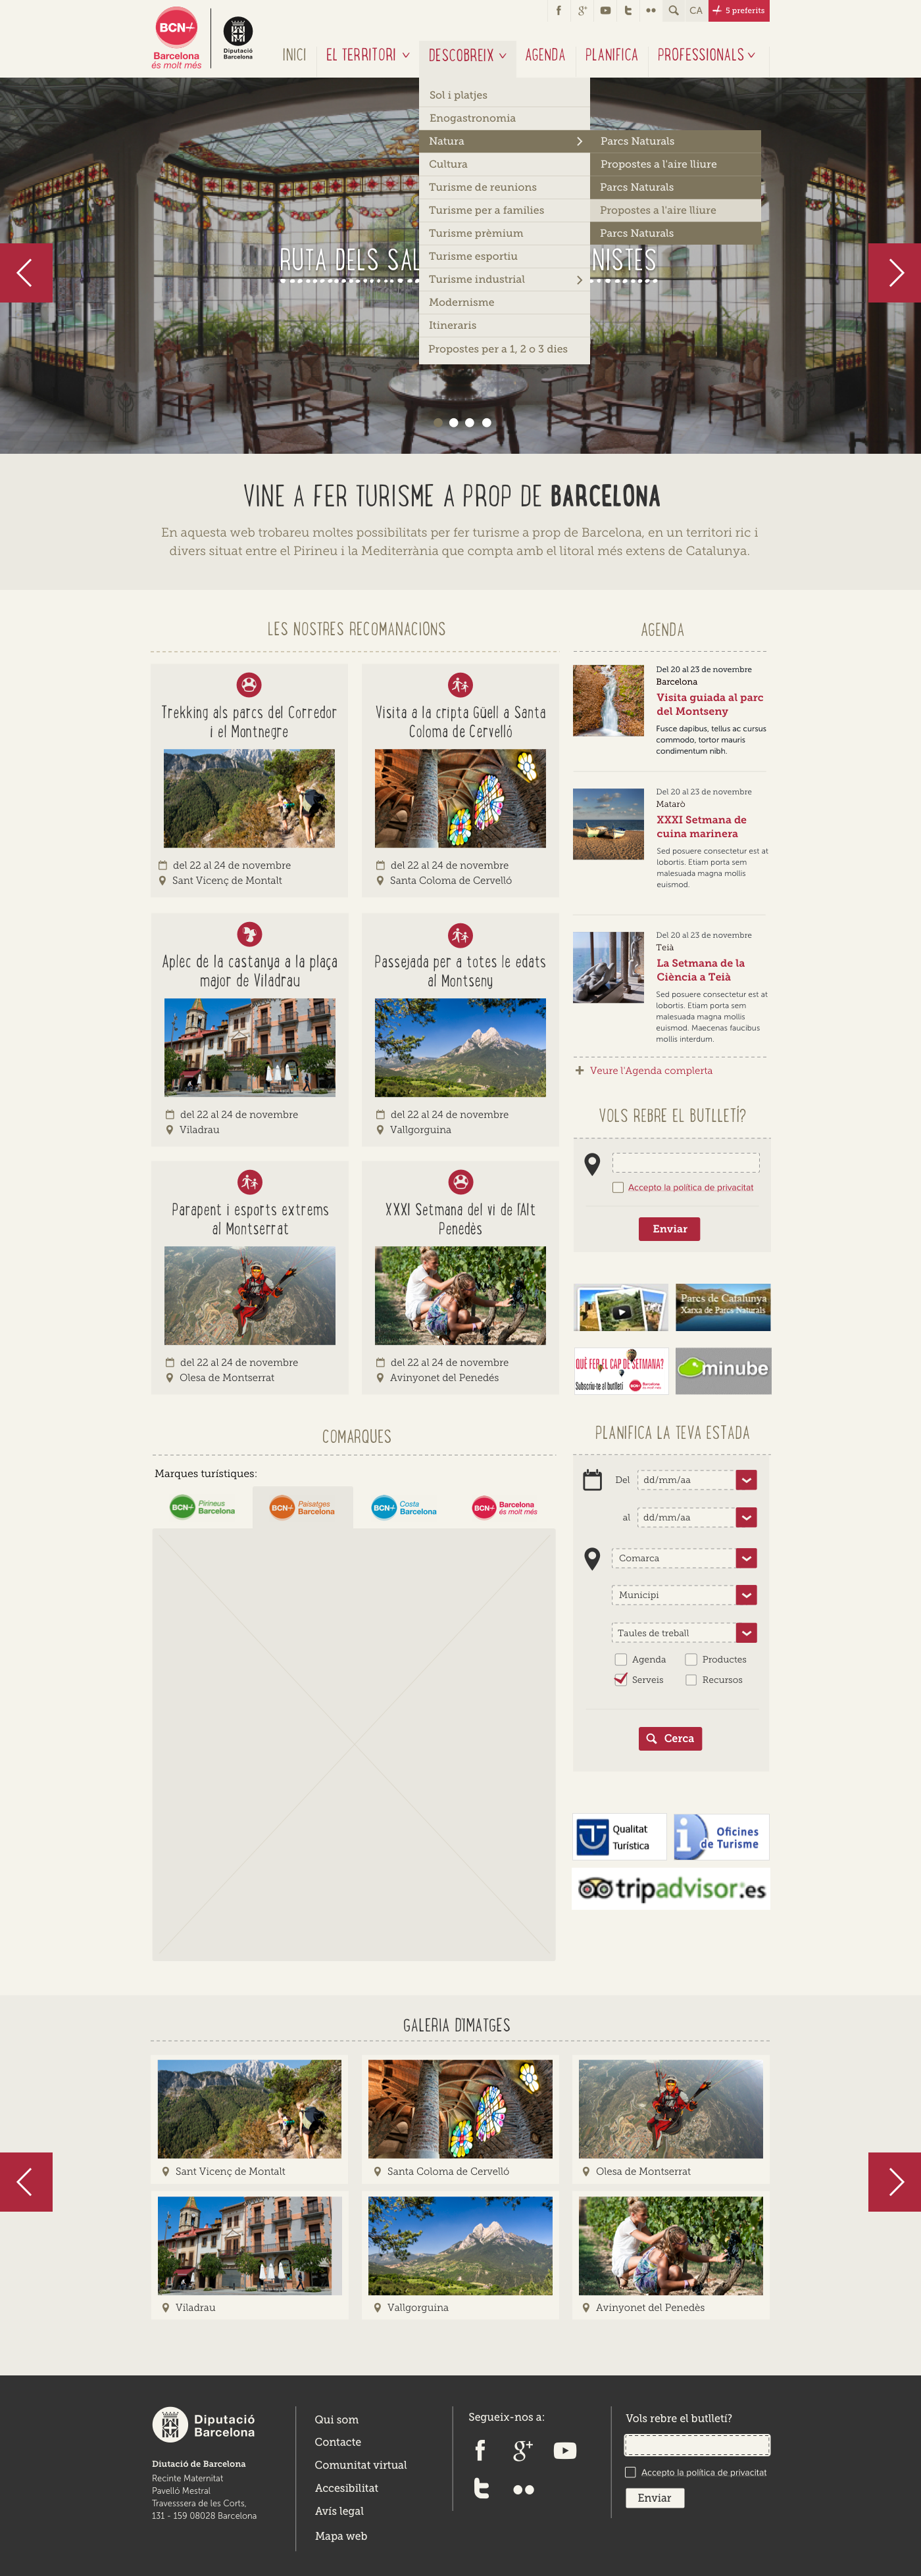 BCN+
Barcelona
és molt més
Diputació
Barcelona
CA
5 preferits
INICI
EL TERRITORI
DESCOBREIX
AGENDA
PLANIFICA
PROFESSIONALS
Sol i platjes
Enogastronomia
Natura
Cultura
Turisme de reunions
Turisme per a famílies
Turisme prèmium
Turisme esportiu
Turisme industrial
Modernisme
Itineraris
Propostes per a 1, 2 o 3 dies
Parcs Naturals
Propostes a l'aire lliure
Parcs Naturals
Propostes a l'aire lliure
Parcs Naturals
RUTA DELS SAL
NISTES
VINE A FER TURISME A PROP DE BARCELONA
En aquesta web trobareu moltes possibilitats per fer turisme a prop de Barcelona, en un territori ric i
divers situat entre el Pirineu i la Mediterrània que compta amb el litoral més extens de Catalunya.
LES NOSTRES RECOMANACIONS
Trekking als parcs del Corredor
i el Montnegre
del 22 al 24 de novembre
Sant Vicenç de Montalt
Visita a la cripta Güell a Santa
Coloma de Cervelló
del 22 al 24 de novembre
Santa Coloma de Cervelló
Aplec de la castanya a la plaça
major de Viladrau
del 22 al 24 de novembre
Viladrau
Passejada per a totes le edats
al Montseny
del 22 al 24 de novembre
Vallgorguina
Parapent i esports extrems
al Montserrat
del 22 al 24 de novembre
Olesa de Montserrat
XXXI Setmana del vi de l'Alt
Penedès
del 22 al 24 de novembre
Avinyonet del Penedés
AGENDA
Del 20 al 23 de novembre
Barcelona
Visita guiada al parc
del Montseny
Fusce dapibus, tellus ac cursus
commodo, tortor mauris
condimentum nibh.
Del 20 al 23 de novembre
Mataró
XXXI Setmana de
cuina marinera
Sed posuere consectetur est at
lobortis. Etiam porta sem
malesuada magna mollis
euismod.
Del 20 al 23 de novembre
Teià
La Setmana de la
Ciència a Teià
Sed posuere consectetur est at
lobortis. Etiam porta sem
malesuada magna mollis
euismod. Maecenas faucibus
mollis interdum.
Veure l'Agenda complerta
VOLS REBRE EL BUTLLETÍ?
Accepto la política de privacitat
Enviar
Parcs de Catalunya
Xarxa de Parcs Naturals
QUÈ FER EL CAP DE SETMANA?
Subscriu-te al butlletí
minube
COMARQUES
Marques turístiques:
BCN+ Pirineus
Barcelona
BCN+ Paisatges
Barcelona
BCN+ Costa
Barcelona
BCN+ Barcelona
és molt més
PLANIFICA LA TEVA ESTADA
Del dd/mm/aa
al dd/mm/aa
Comarca
Municipi
Taules de treball
Agenda
Productes
Serveis
Recursos
Cerca
Qualitat
Turística
Oficines
de Turisme
tripadvisor.es
GALERIA D'IMATGES
Sant Vicenç de Montalt
Santa Coloma de Cervelló
Olesa de Montserrat
Viladrau
Vallgorguina
Avinyonet del Penedès
Diputació
Barcelona
Diutació de Barcelona
Recinte Maternitat
Pavelló Mestral
Travesssera de les Corts,
131 - 159 08028 Barcelona
Qui som
Contacte
Comunitat virtual
Accesibilitat
Avís legal
Mapa web
Segueix-nos a:
Vols rebre el butlletí?
Accepto la política de privacitat
Enviar